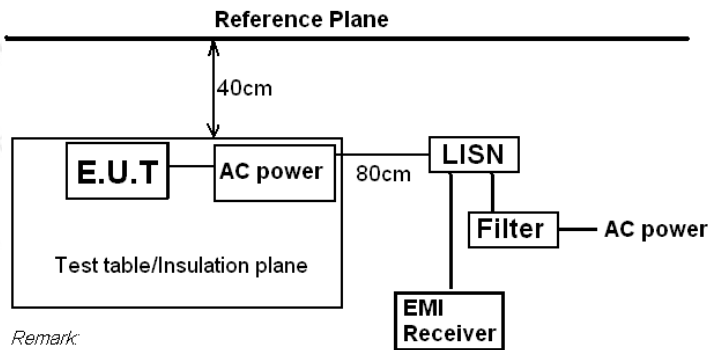 Reference Plane
40cm
E.U.T
AC power
80cm
LISN
Filter
AC power
Test table/Insulation plane
EMI
Receiver
Remark: